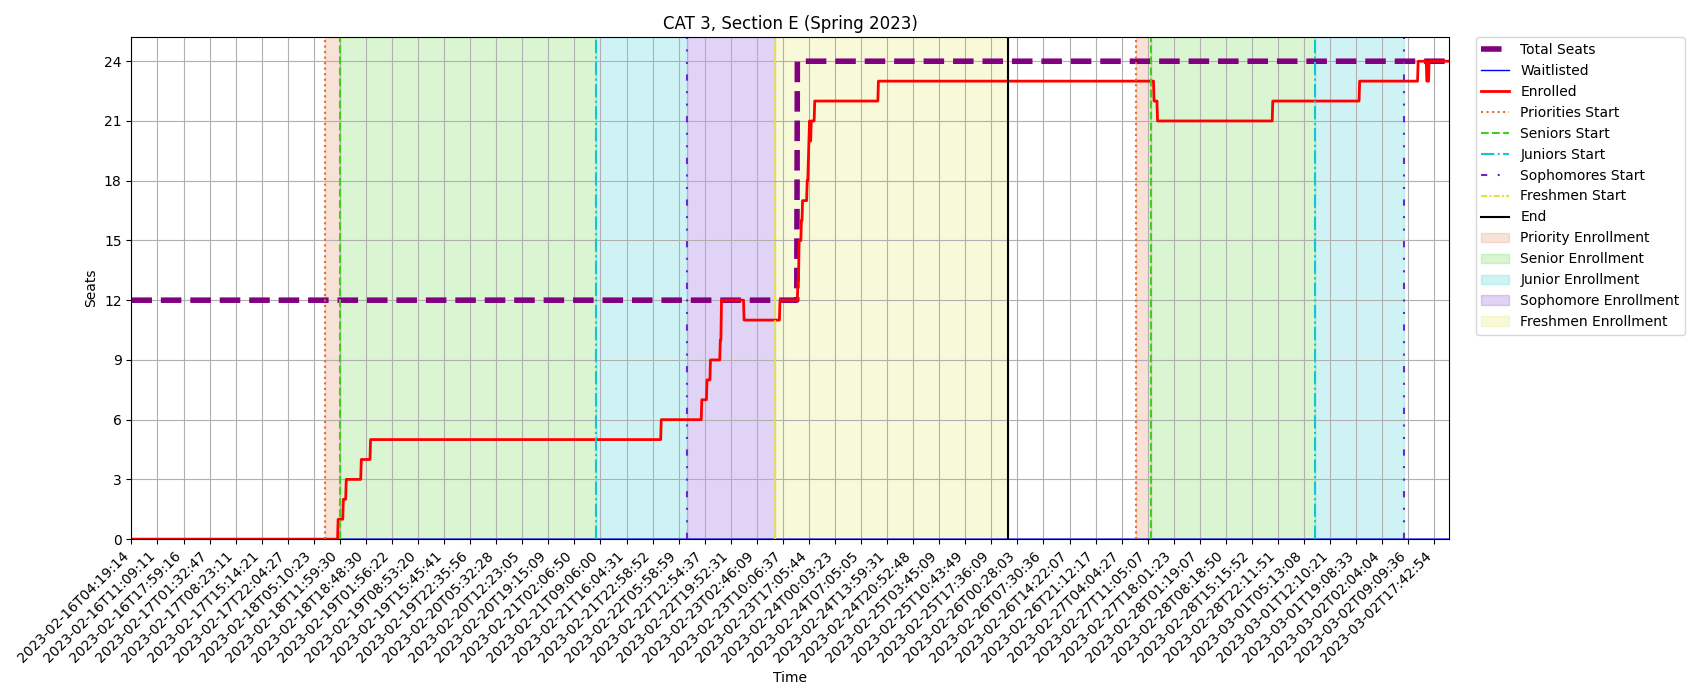 CAT 3, Section E (Spring 2023)
Seats
24
21
18
15
12
9
6
3
0
2023-02-16T04:19:14
2023-02-16T11:09:11
2023-02-16T17:59:16
2023-02-17T01:32:47
2023-02-17T08:23:11
2023-02-17T15:14:21
2023-02-17T22:04:27
2023-02-18T05:10:23
2023-02-18T11:59:30
2023-02-18T18:48:30
2023-02-19T01:56:22
2023-02-19T08:53:20
2023-02-19T15:45:41
2023-02-19T22:35:56
2023-02-20T05:32:28
2023-02-20T12:23:05
2023-02-20T19:15:09
2023-02-21T02:06:50
2023-02-21T09:06:00
2023-02-21T16:04:31
2023-02-21T22:58:52
2023-02-22T05:58:59
2023-02-22T12:54:37
2023-02-22T19:52:31
2023-02-23T02:46:09
2023-02-23T10:06:37
2023-02-23T17:05:44
2023-02-24T00:03:23
2023-02-24T07:05:05
2023-02-24T13:59:31
2023-02-24T20:52:48
2023-02-25T03:45:09
2023-02-25T10:43:49
2023-02-25T17:36:09
2023-02-26T00:28:03
2023-02-26T07:30:36
2023-02-26T14:22:07
2023-02-26T21:12:17
2023-02-27T04:04:27
2023-02-27T11:05:07
2023-02-27T18:01:23
2023-02-28T01:19:07
2023-02-28T08:18:50
2023-02-28T15:15:52
2023-02-28T22:11:51
2023-03-01T05:13:08
2023-03-01T12:10:21
2023-03-01T19:08:33
2023-03-02T02:04:04
2023-03-02T09:09:36
2023-03-02T17:42:54
Time
Total Seats
Waitlisted
Enrolled
Priorities Start
Seniors Start
Juniors Start
Sophomores Start
Freshmen Start
End
Priority Enrollment
Senior Enrollment
Junior Enrollment
Sophomore Enrollment
Freshmen Enrollment